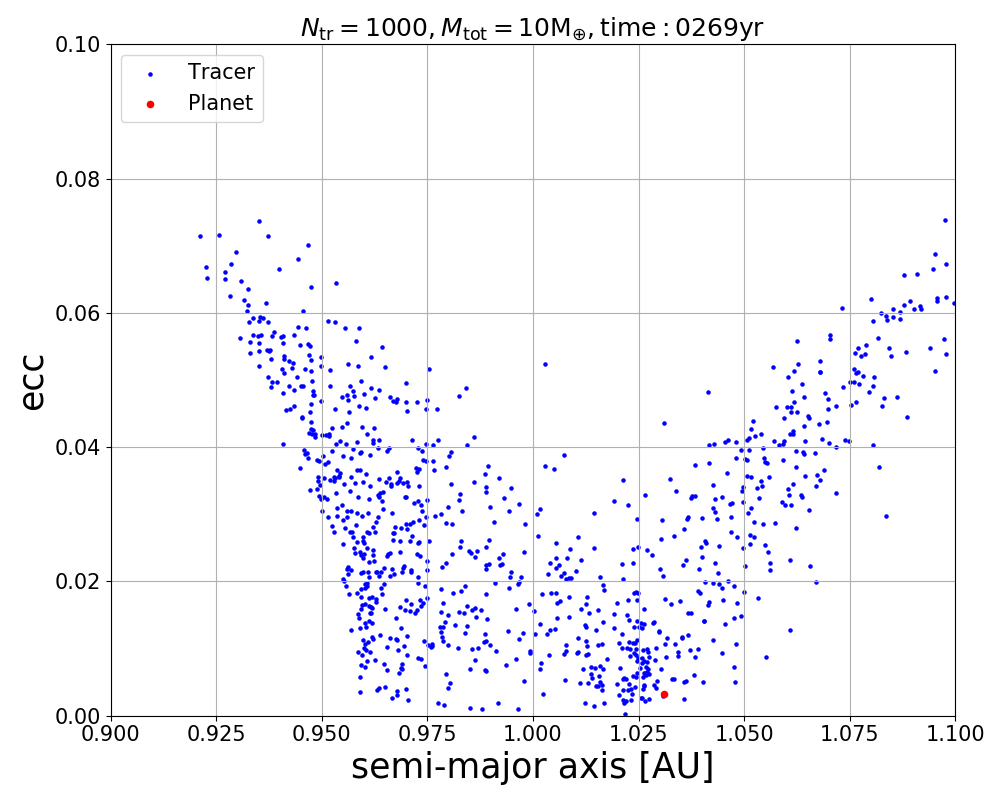 N_tr = 1000, M_tot = 10M_⊕, time : 0269yr
0.10
Tracer
Planet
0.08
0.06
ecc
0.04
0.02
0.00
0.900 0.925 0.950 0.975 1.000 1.025 1.050 1.075 1.100
semi-major axis [AU]